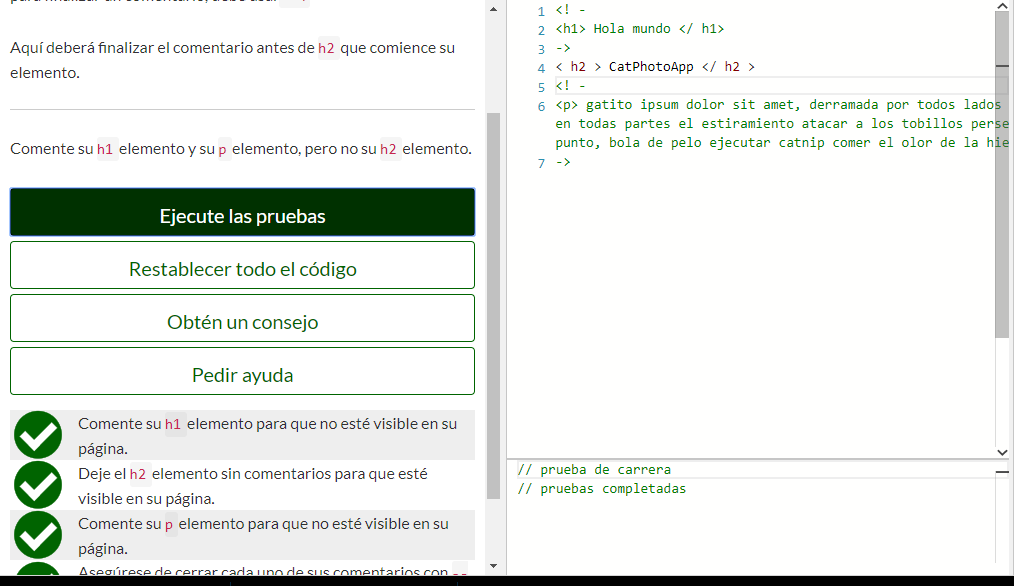 para finalizar un comentario, debe usar
Aquí deberá finalizar el comentario antes de h2 que comience su
elemento.
Comente su h1 elemento y su p elemento, pero no su h2 elemento.
Ejecute las pruebas
Restablecer todo el código
Obtén un consejo
Pedir ayuda
Comente su h1 elemento para que no esté visible en su
página.
Deje el h2 elemento sin comentarios para que esté
visible en su página.
Comente su p elemento para que no esté visible en su
página.
Asegúrese de cerrar cada uno de sus comentarios con --
1 <! -
2 <h1> Hola mundo </ h1>
3 ->
4 < h2 > CatPhotoApp </ h2 >
5 <! -
6 <p> gatito ipsum dolor sit amet, derramada por todos lados
en todas partes el estiramiento atacar a los tobillos perse
punto, bola de pelo ejecutar catnip comer el olor de la hie
7 ->
// prueba de carrera
// pruebas completadas